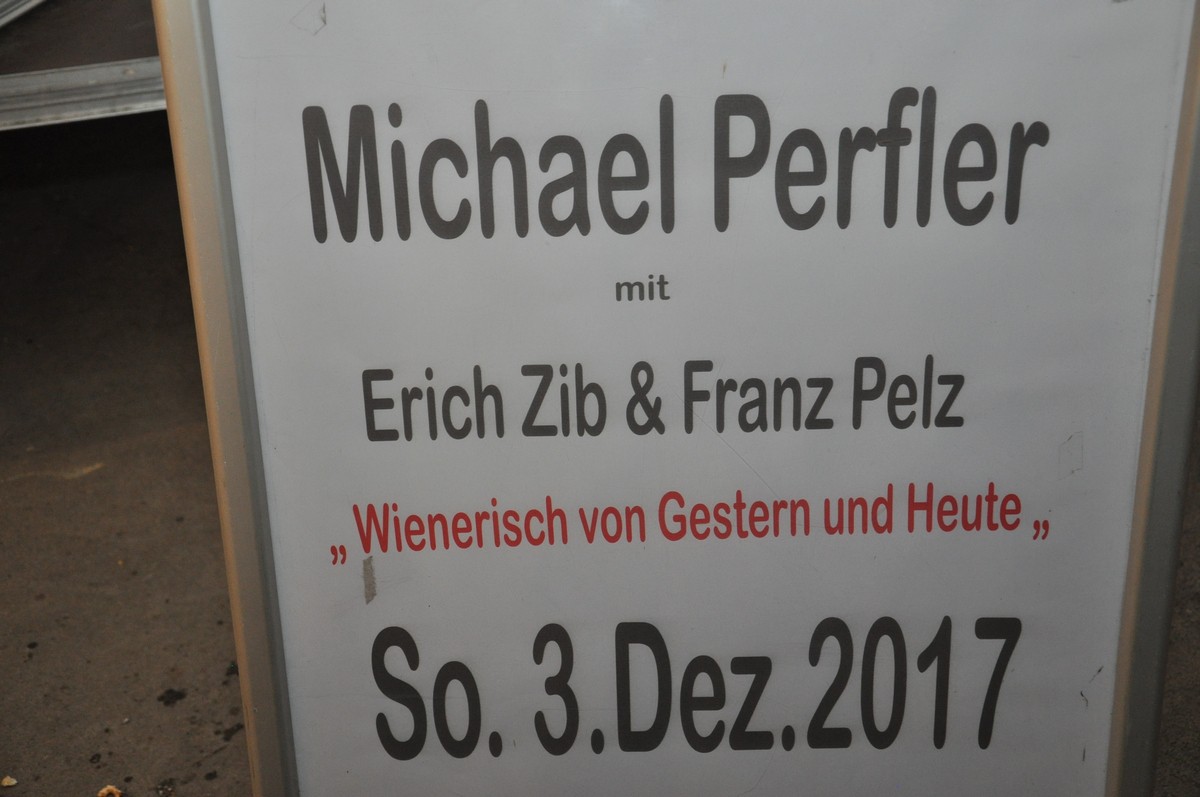 Michael Perfler
mit
Erich Zib & Franz Pelz
„ Wienerisch von Gestern und Heute „
So. 3.Dez.2017